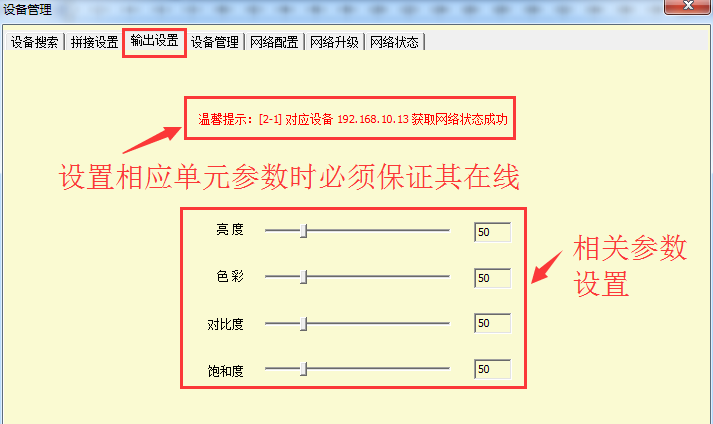 设备管理
设备搜索 拼接设置 输出设置 设备管理 网络配置 网络升级 网络状态
温馨提示：[2-1] 对应设备 192.168.10.13 获取网络状态成功
设置相应单元参数时必须保证其在线
亮度 50
色彩 50
对比度 50
饱和度 50
相关参数
设置